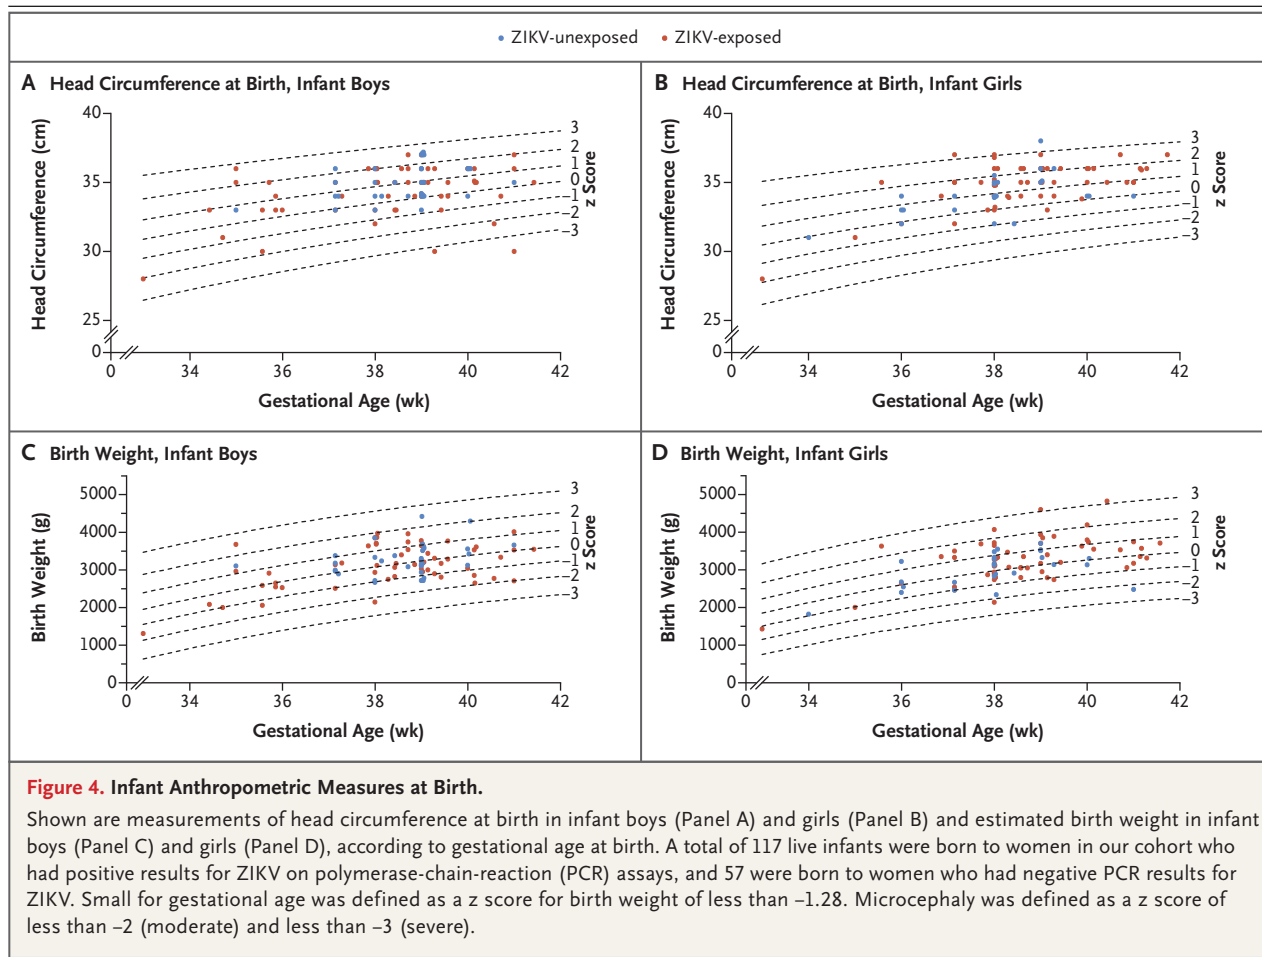 ZIKV-unexposed ZIKV-exposed
A Head Circumference at Birth, Infant Boys
Head Circumference (cm)
40
35
30
25
0
0 34 36 38 40 42
Gestational Age (wk)
3
2
1
0
–1
–2
–3
z Score
B Head Circumference at Birth, Infant Girls
Head Circumference (cm)
40
35
30
25
0
0 34 36 38 40 42
Gestational Age (wk)
3
2
1
0
–1
–2
–3
z Score
C Birth Weight, Infant Boys
Birth Weight (g)
5000
4000
3000
2000
1000
0
0 34 36 38 40 42
Gestational Age (wk)
3
2
1
0
–1
–2
–3
z Score
D Birth Weight, Infant Girls
Birth Weight (g)
5000
4000
3000
2000
1000
0
0 34 36 38 40 42
Gestational Age (wk)
3
2
1
0
–1
–2
–3
z Score
Figure 4. Infant Anthropometric Measures at Birth.
Shown are measurements of head circumference at birth in infant boys (Panel A) and girls (Panel B) and estimated birth weight in infant
boys (Panel C) and girls (Panel D), according to gestational age at birth. A total of 117 live infants were born to women in our cohort who
had positive results for ZIKV on polymerase-chain-reaction (PCR) assays, and 57 were born to women who had negative PCR results for
ZIKV. Small for gestational age was defined as a z score for birth weight of less than –1.28. Microcephaly was defined as a z score of
less than –2 (moderate) and less than –3 (severe).